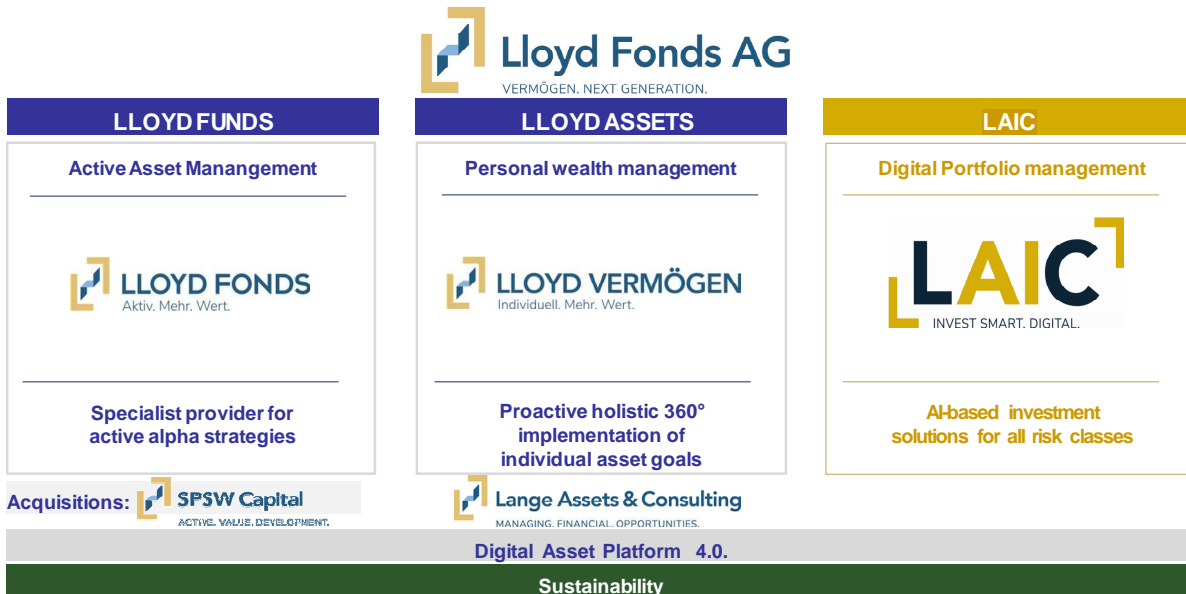 Lloyd Fonds AG
VERMÖGEN. NEXT GENERATION.
LLOYD FUNDS
LLOYD ASSETS
LAIC
Active Asset Manangement
Personal wealth management
Digital Portfolio management
LLOYD FONDS
Aktiv. Mehr. Wert.
LLOYD VERMÖGEN
Individuell. Mehr. Wert.
LAIC
INVEST SMART. DIGITAL.
Specialist provider for
active alpha strategies
Proactive holistic 360°
implementation of
individual asset goals
AI-based investment
solutions for all risk classes
Acquisitions:
SPSW Capital
ACTIVE. VALUE. DEVELOPMENT.
Lange Assets & Consulting
MANAGING. FINANCIAL. OPPORTUNITIES.
Digital Asset Platform 4.0.
Sustainability